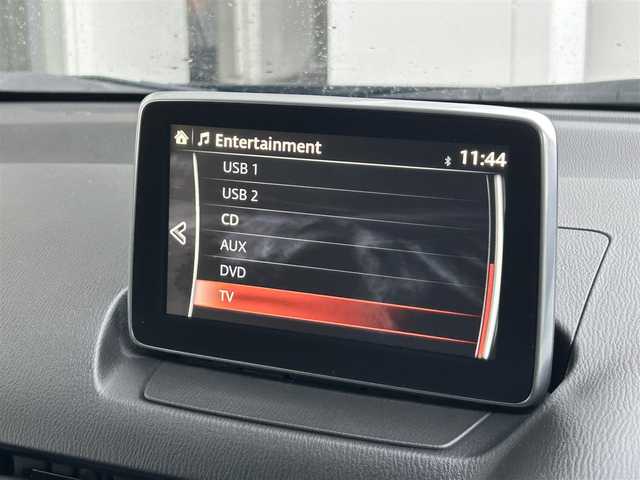 Entertainment
11:44
USB 1
USB 2
CD
AUX
DVD
TV